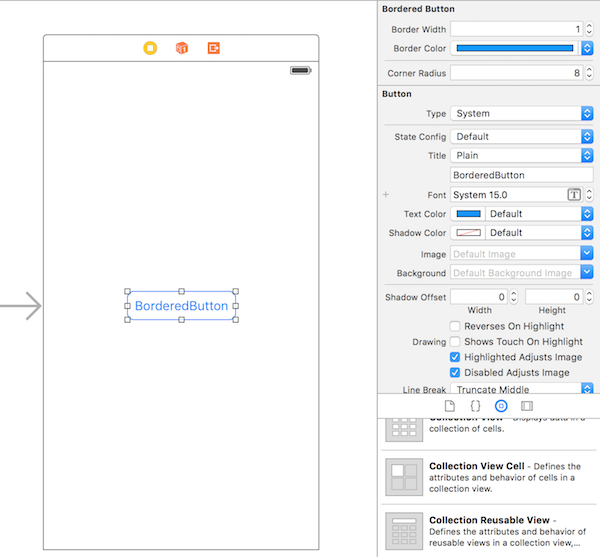 Bordered Button
Border Width 1
Border Color
Corner Radius 8
Button
Type System
State Config Default
Title Plain
BorderedButton
+ Font System 15.0 T
Text Color Default
Shadow Color Default
Image Default Image
Background Default Background Image
Shadow Offset 0 0
Width Height
Reverses On Highlight
Drawing Shows Touch On Highlight
Highlighted Adjusts Image
Disabled Adjusts Image
Line Break Truncate Middle
BorderedButton
{}
Collection View - Displays data in a
collection of cells.
Collection View Cell - Defines the
attributes and behavior of cells in a
collection view.
Collection Reusable View -
Defines the attributes and behavior of
reusable views in a collection view,...